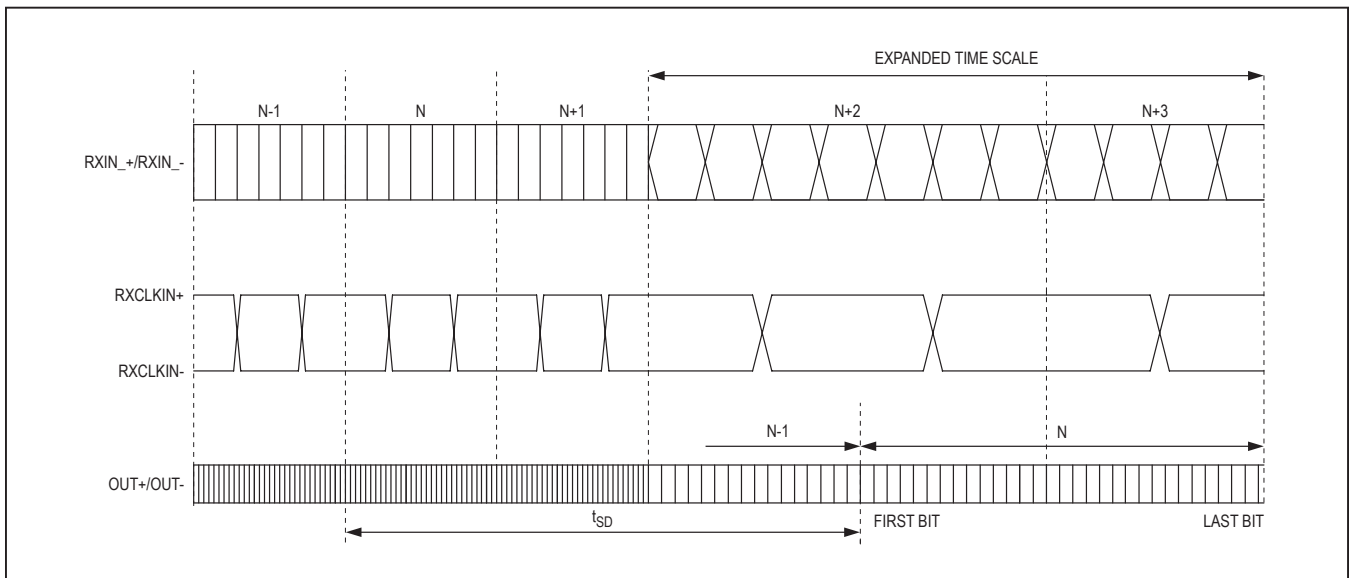 EXPANDED TIME SCALE
N-1 N N+1 N+2 N+3
RXIN_+/RXIN_-
RXCLKIN+
RXCLKIN-
N-1 N
OUT+/OUT-
tSD FIRST BIT LAST BIT